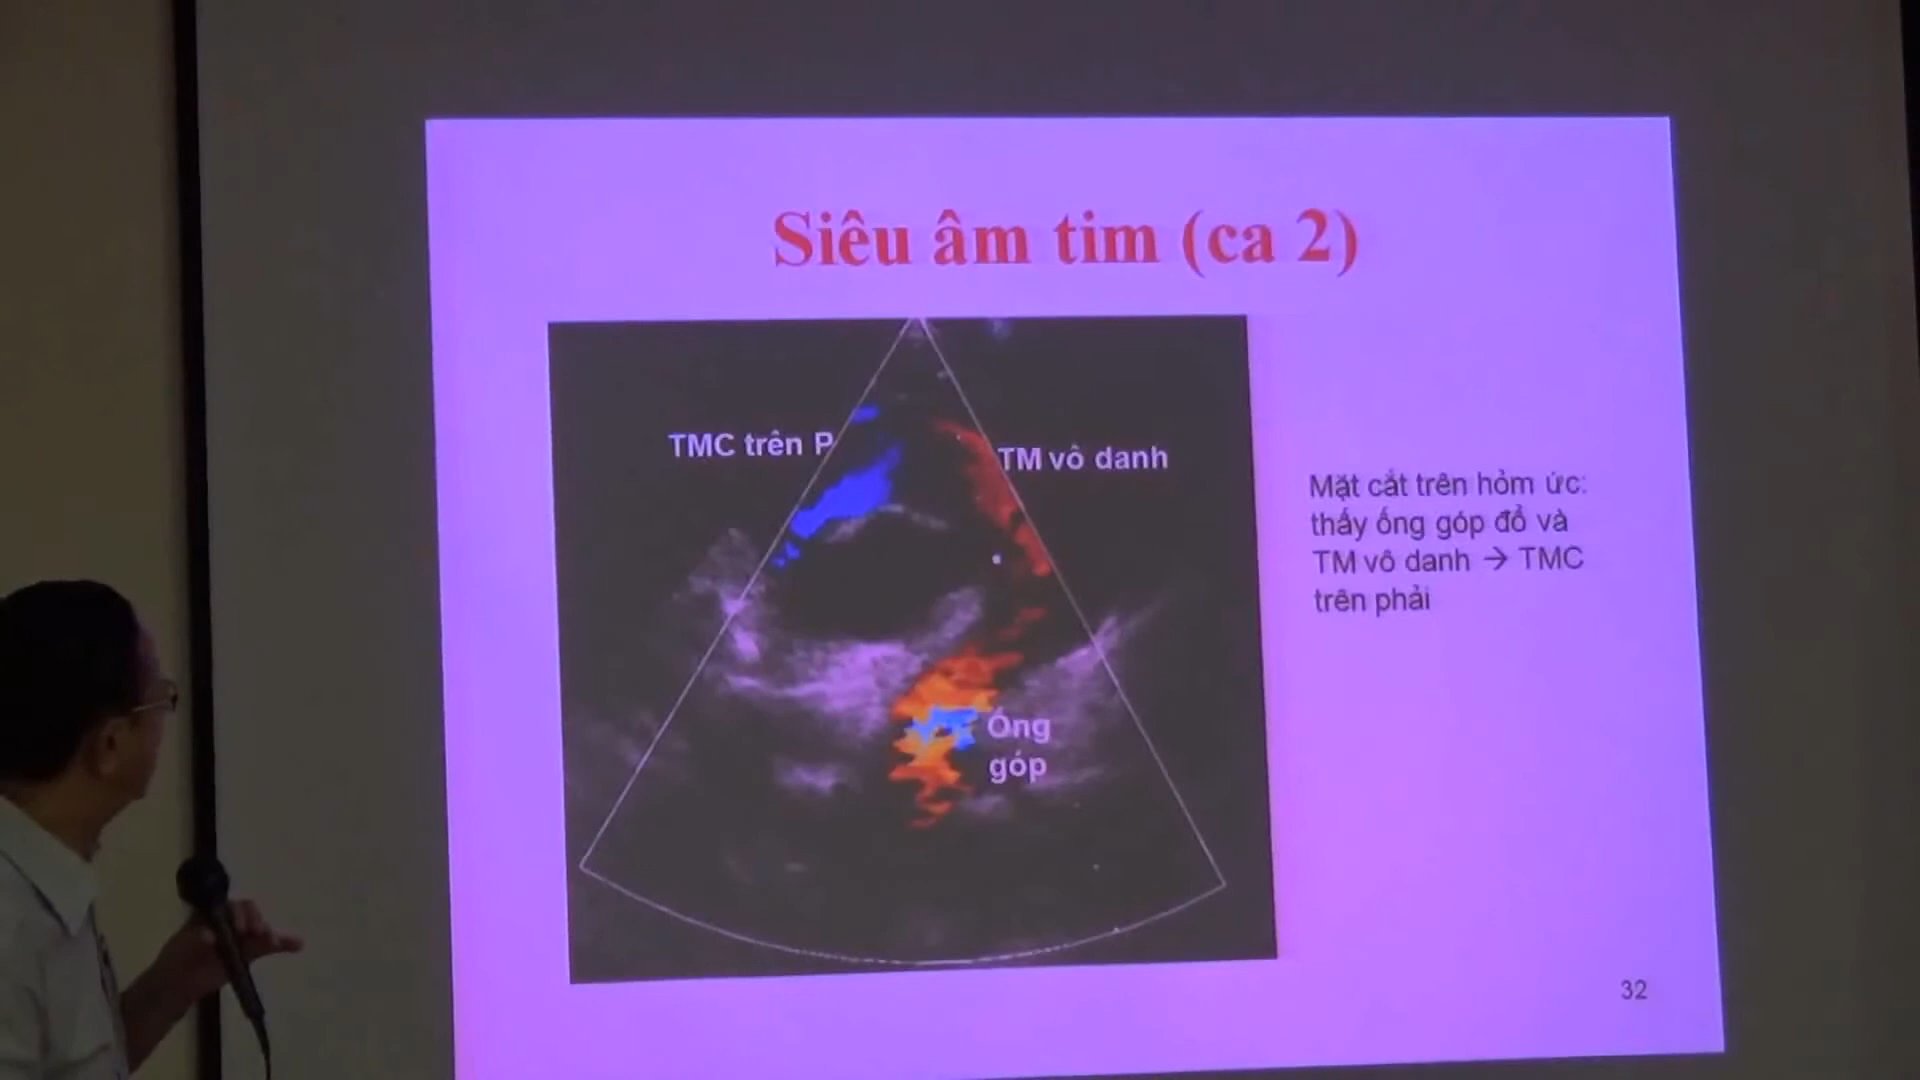 Siêu âm tim (ca 2)
TMC trên P
TM vô danh
Ống
góp
Mặt cắt trên hỏm ức:
thấy ống góp đổ và
TM vô danh → TMC
trên phải
32